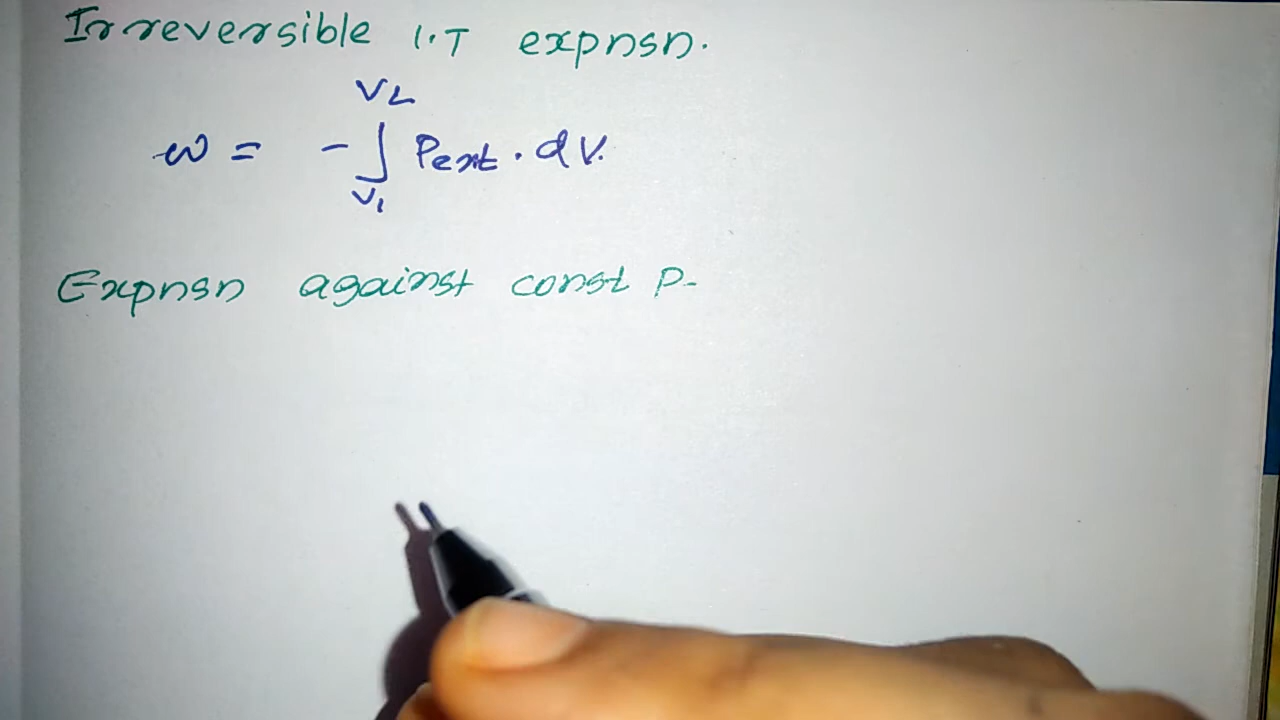 Irreversible I.T expnsn.
V2
w = - ∫ Pext . dV.
V1
Expnsn against const P-